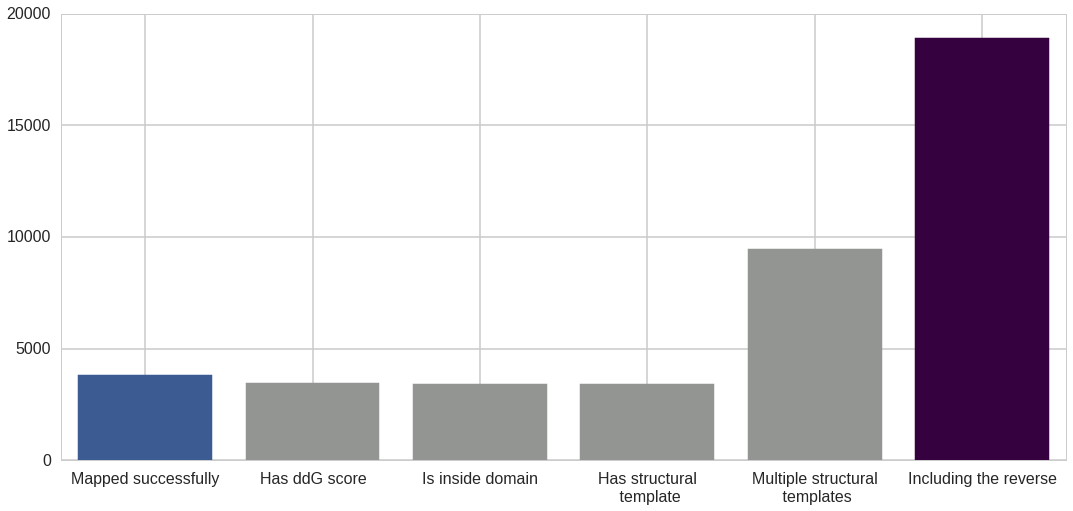 20000
15000
10000
5000
0
Mapped successfully
Has ddG score
Is inside domain
Has structural
template
Multiple structural
templates
Including the reverse